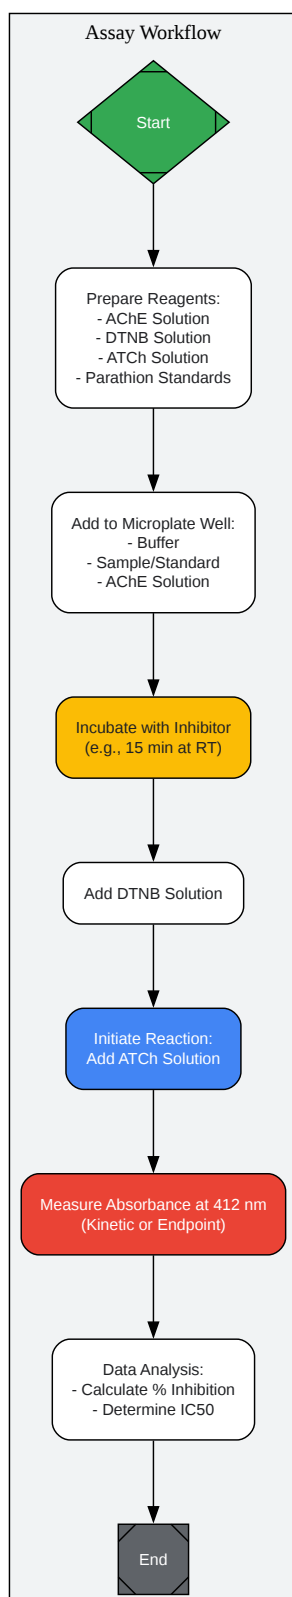 Assay Workflow
Start
Prepare Reagents:
- AChE Solution
- DTNB Solution
- ATCh Solution
- Parathion Standards
Add to Microplate Well:
- Buffer
- Sample/Standard
- AChE Solution
Incubate with Inhibitor
(e.g., 15 min at RT)
Add DTNB Solution
Initiate Reaction:
Add ATCh Solution
Measure Absorbance at 412 nm
(Kinetic or Endpoint)
Data Analysis:
- Calculate % Inhibition
- Determine IC50
End